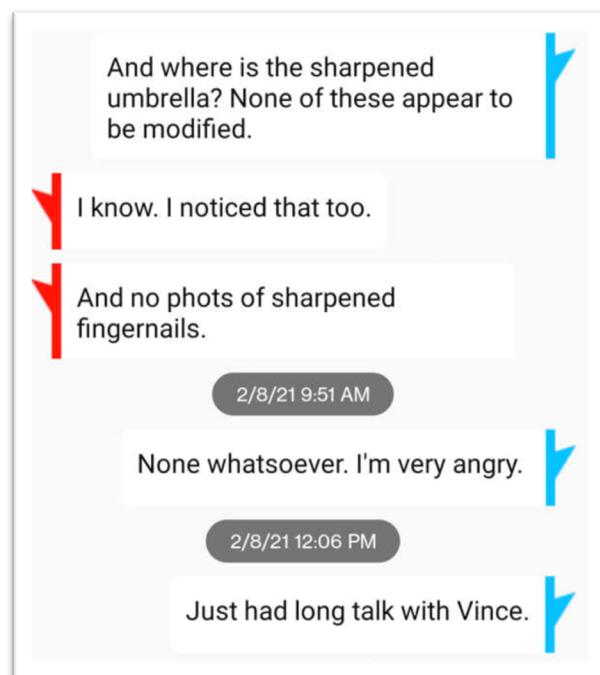 And where is the sharpened
umbrella? None of these appear to
be modified.
I know. I noticed that too.
And no phots of sharpened
fingernails.
2/8/21 9:51 AM
None whatsoever. I'm very angry.
2/8/21 12:06 PM
Just had long talk with Vince.